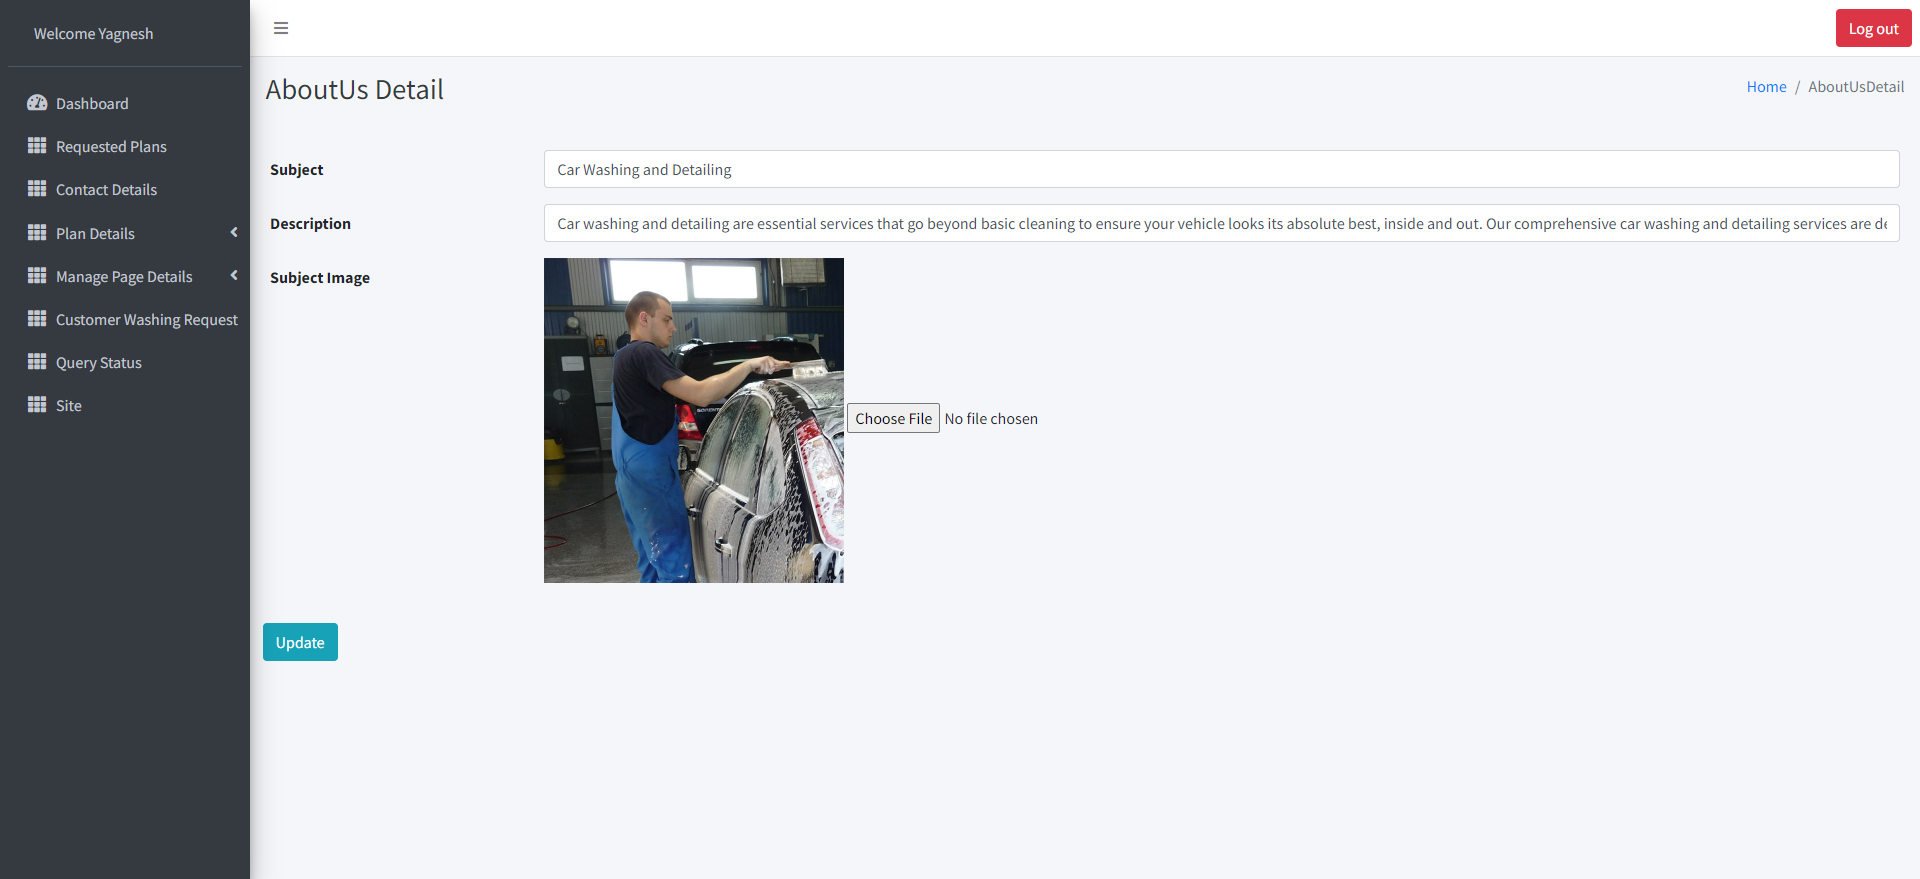 Welcome Yagnesh
Log out
AboutUs Detail
Home / AboutUsDetail
Dashboard
Requested Plans
Contact Details
Plan Details
Manage Page Details
Customer Washing Request
Query Status
Site
Subject
Car Washing and Detailing
Description
Car washing and detailing are essential services that go beyond basic cleaning to ensure your vehicle looks its absolute best, inside and out. Our comprehensive car washing and detailing services are de
Subject Image
Choose File No file chosen
Update